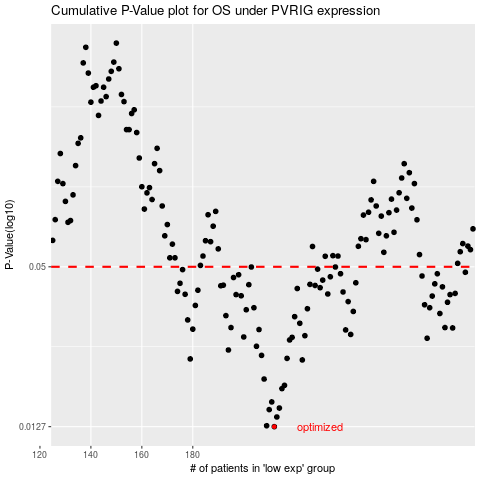 Cumulative P-Value plot for OS under PVRIG expression
P-Value(log10)
0.05
0.0127
optimized
120 140 160 180
# of patients in 'low exp' group